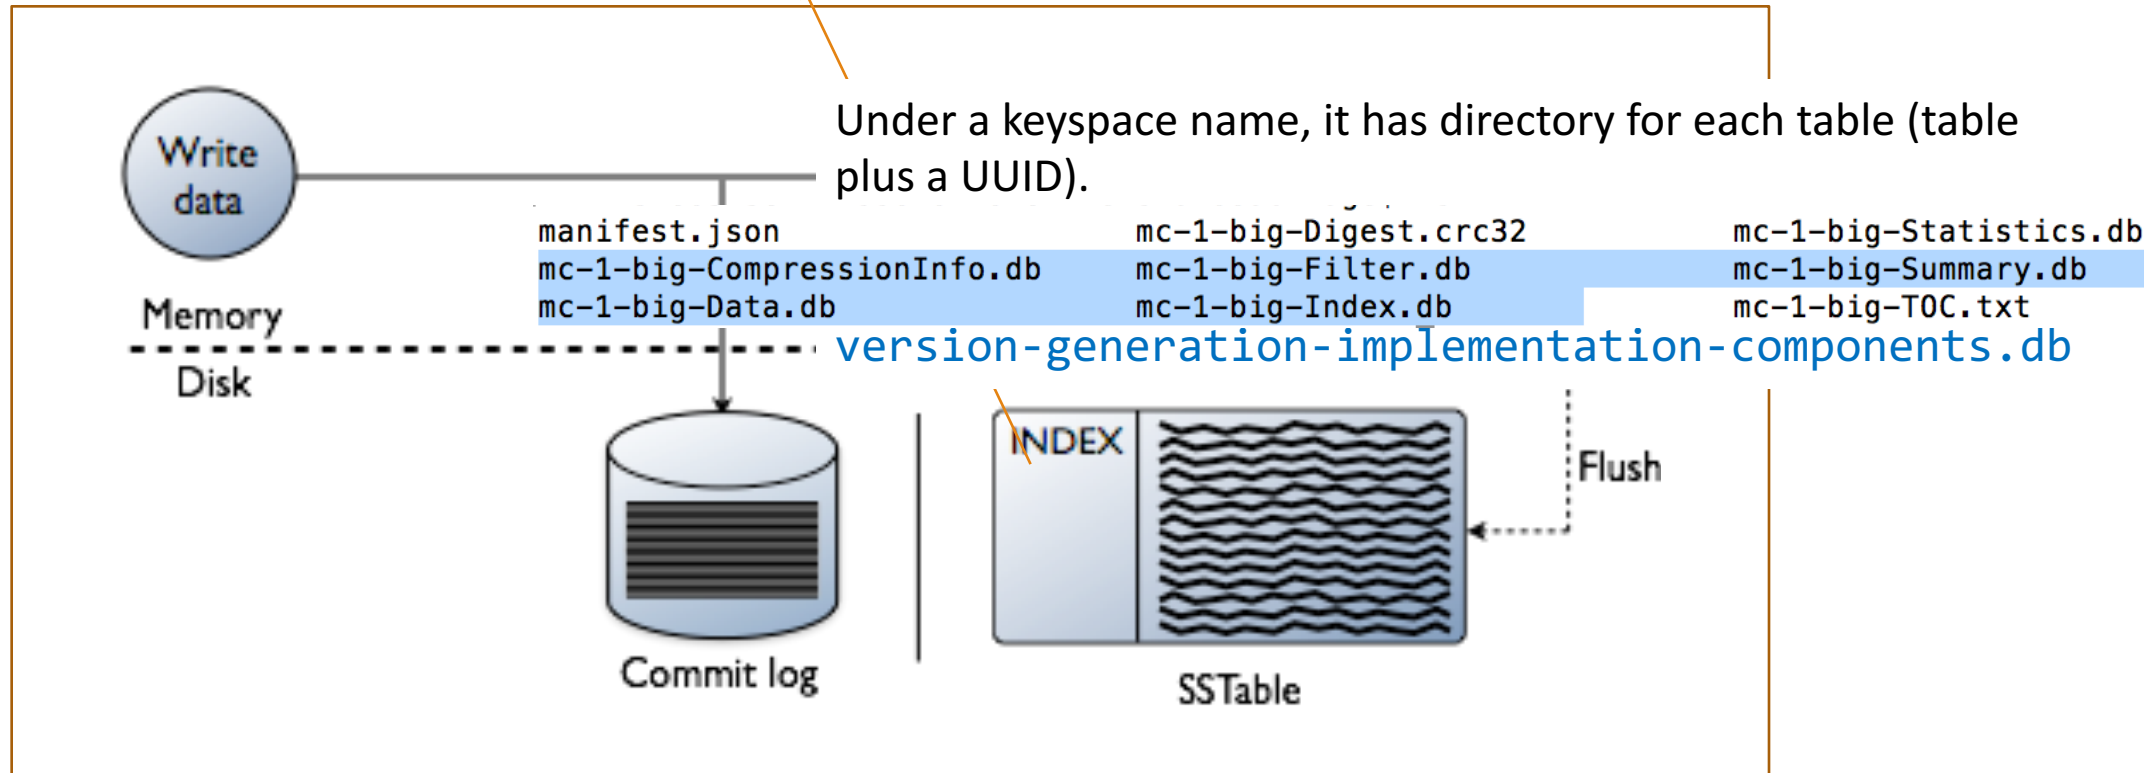 Under a keyspace name, it has directory for each table (table
plus a UUID).
Write
data
manifest.json mc-1-big-Digest.crc32 mc-1-big-Statistics.db
mc-1-big-CompressionInfo.db mc-1-big-Filter.db mc-1-big-Summary.db
mc-1-big-Data.db mc-1-big-Index.db mc-1-big-TOC.txt
Memory
version-generation-implementation-components.db
Disk
INDEX
Flush
Commit log
SSTable